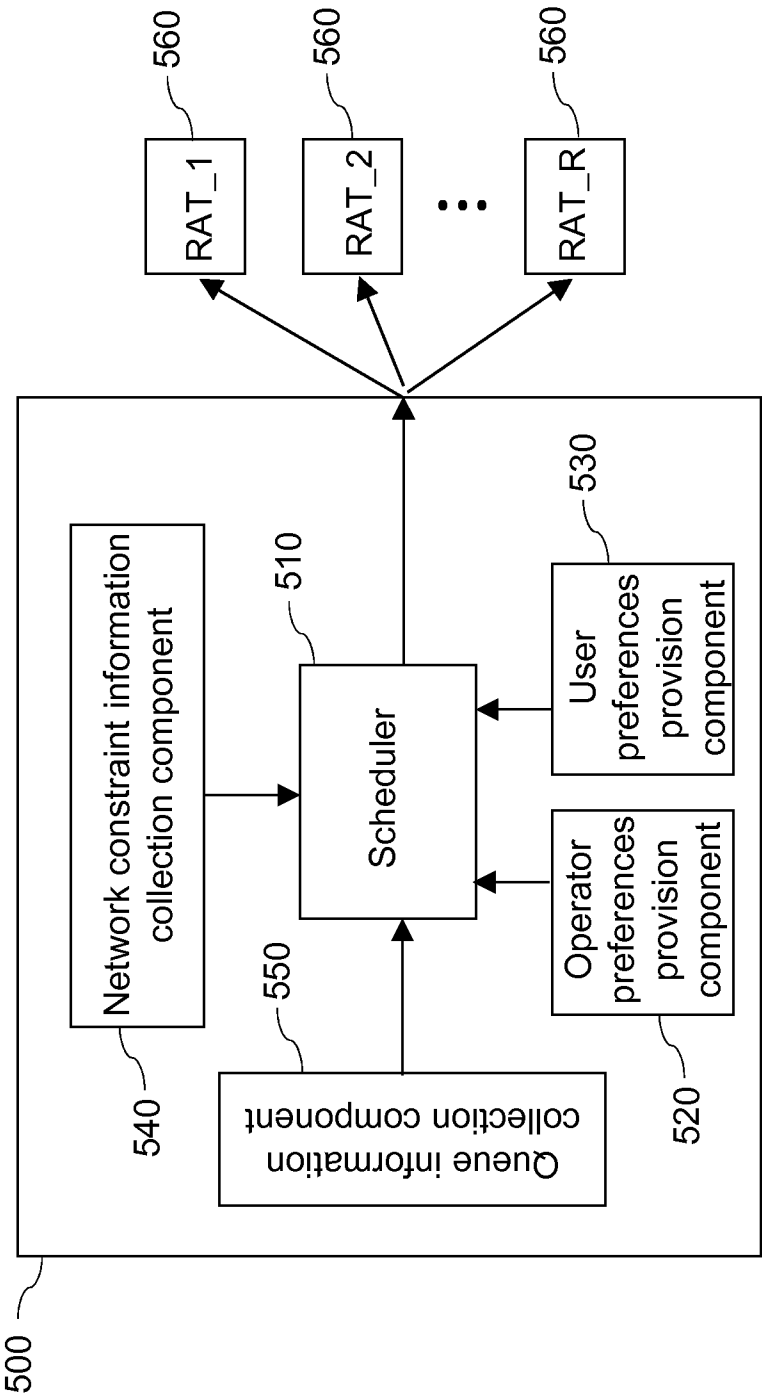 500
540
Network constraint information
collection component
550
Queue information
collection component
510
Scheduler
520
Operator
preferences
provision
component
530
User
preferences
provision
component
RAT_1
560
RAT_2
560
...
RAT_R
560